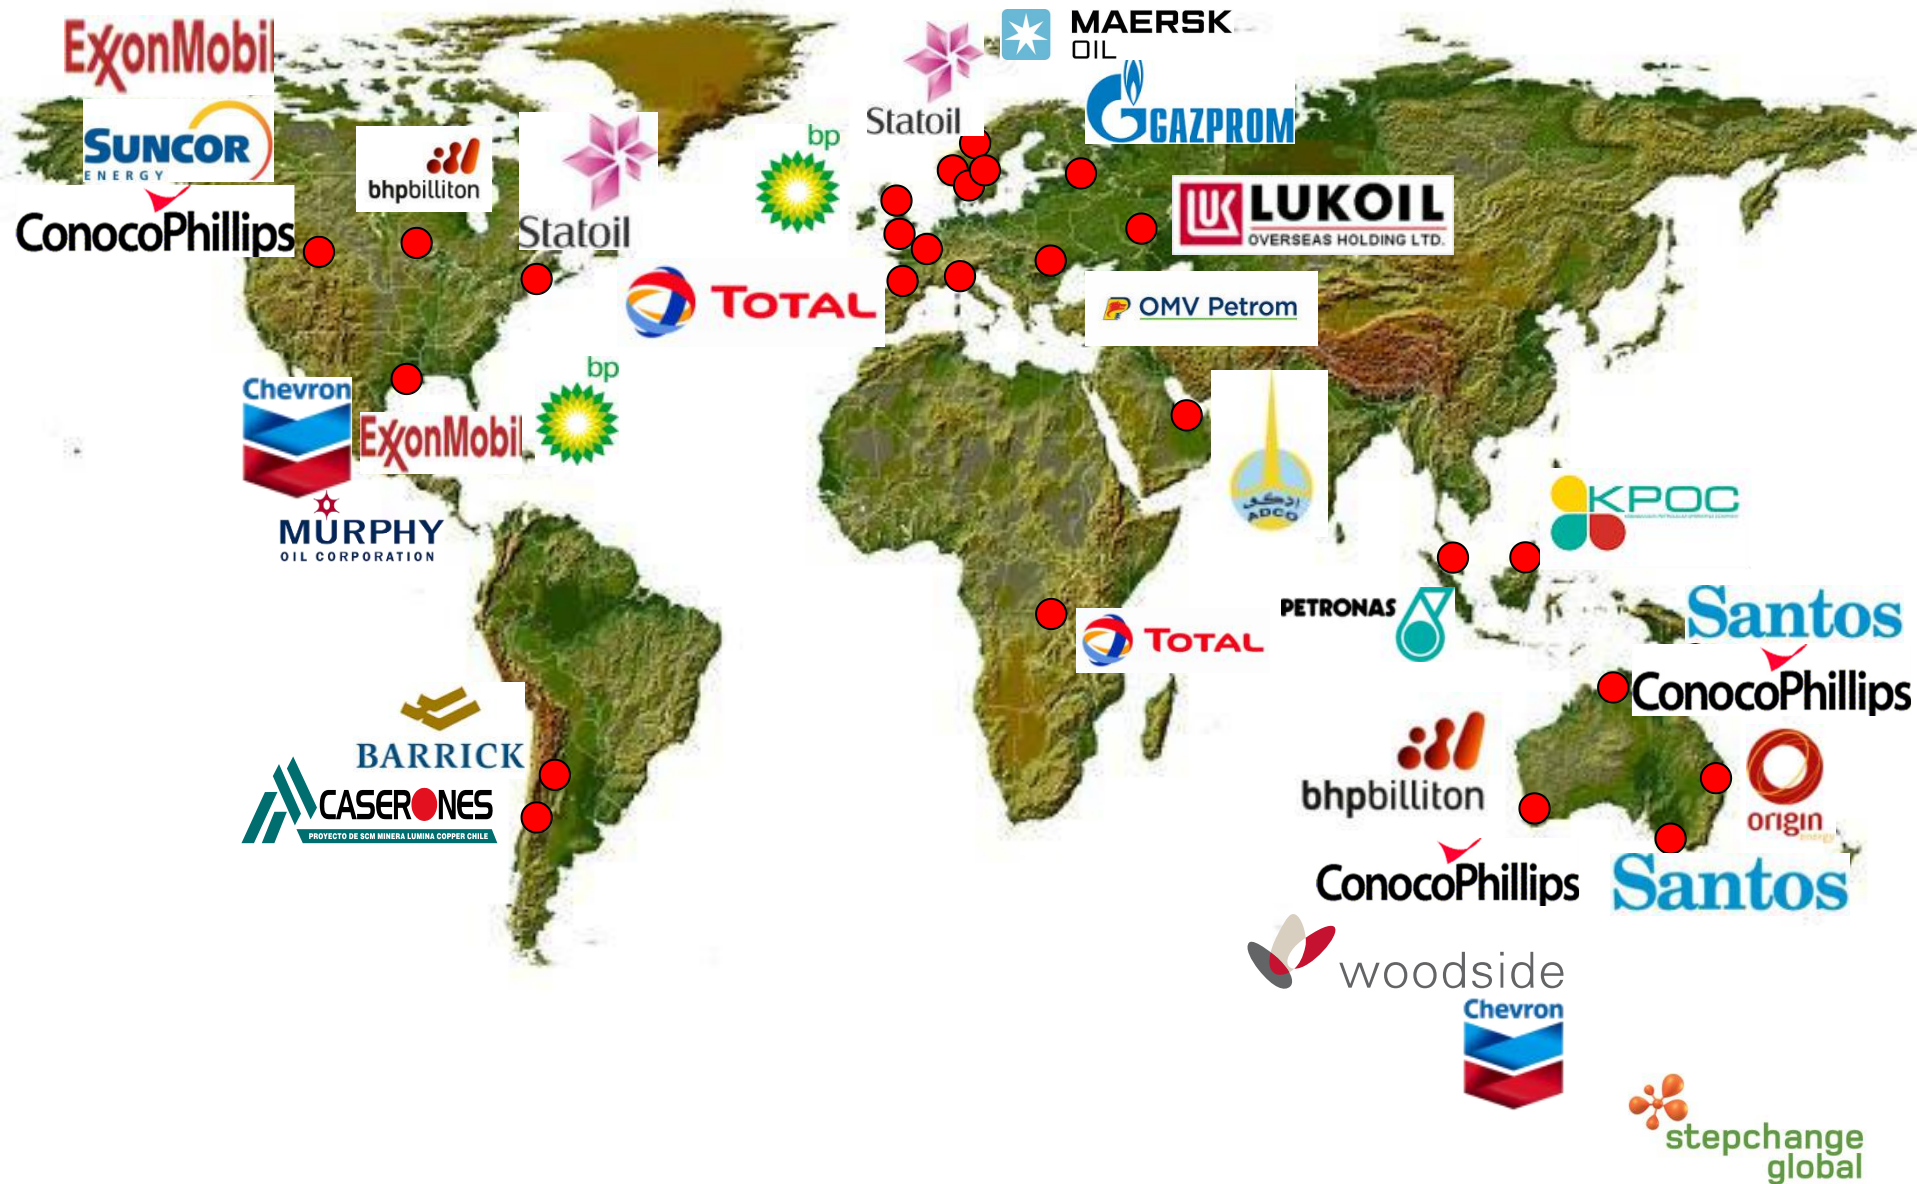 ExxonMobil
SUNCOR
ENERGY
ConocoPhillips
bhpbilliton
Statoil
bp
Statoil
MAERSK
OIL
GAZPROM
LUKOIL
OVERSEAS HOLDING LTD.
TOTAL
OMV Petrom
Chevron
ExxonMobil
bp
MURPHY
OIL CORPORATION
ادكو
ADCO
KPOC
PETRONAS
Santos
ConocoPhillips
TOTAL
BARRICK
CASERONES
PROYECTO DE SCM MINERA LUMINA COPPER CHILE
bhpbilliton
origin
energy
ConocoPhillips
Santos
woodside
Chevron
stepchange
global